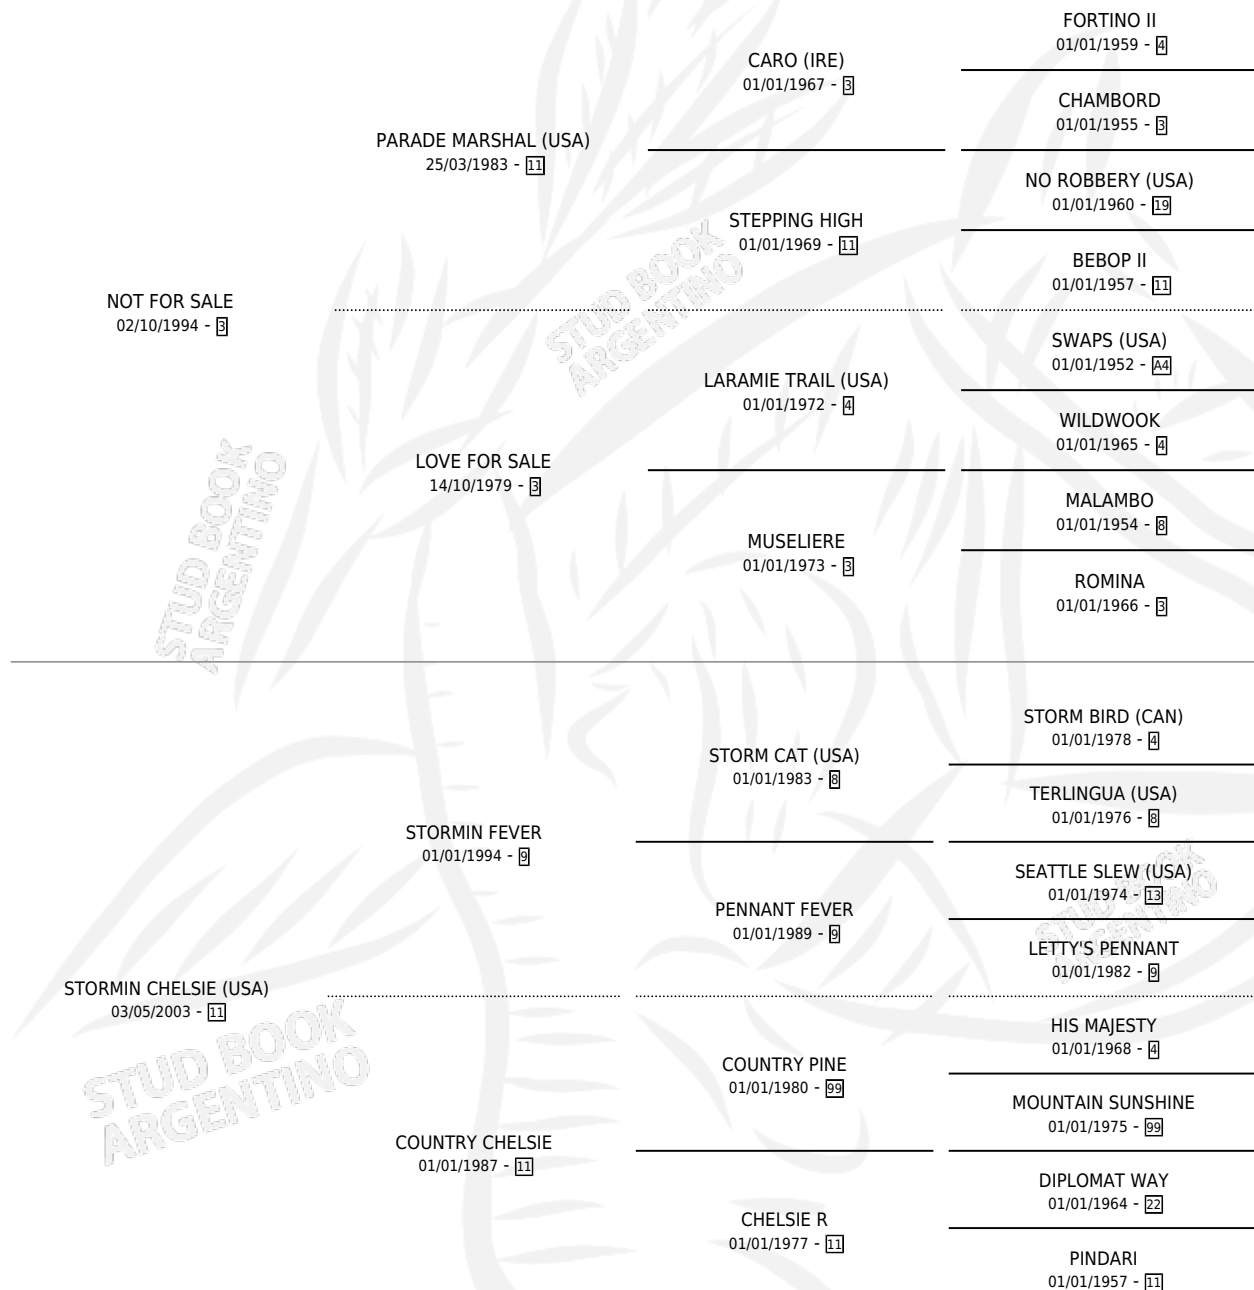 FORTINO II
01/01/1959 - 4
CARO (IRE)
01/01/1967 - 3
CHAMBORD
01/01/1955 - 3
PARADE MARSHAL (USA)
25/03/1983 - 11
NO ROBBERY (USA)
01/01/1960 - 19
STEPPING HIGH
01/01/1969 - 11
BEBOP II
01/01/1957 - 11
NOT FOR SALE
02/10/1994 - 3
STUD BOOK
ARGENTINO
SWAPS (USA)
01/01/1952 - A4
LARAMIE TRAIL (USA)
01/01/1972 - 4
WILDWOOK
01/01/1965 - 4
LOVE FOR SALE
14/10/1979 - 3
MALAMBO
01/01/1954 - 8
MUSELIERE
01/01/1973 - 3
ROMINA
01/01/1966 - 3
STUD BOOK
ARGENTINO
STORM BIRD (CAN)
01/01/1978 - 4
STORM CAT (USA)
01/01/1983 - 8
TERLINGUA (USA)
01/01/1976 - 8
STORMIN FEVER
01/01/1994 - 9
SEATTLE SLEW (USA)
01/01/1974 - 13
PENNANT FEVER
01/01/1989 - 9
STUD BOOK
ARGENTINO
LETTY'S PENNANT
01/01/1982 - 9
STORMIN CHELSIE (USA)
03/05/2003 - 11
STUD BOOK
ARGENTINO
HIS MAJESTY
01/01/1968 - 4
COUNTRY PINE
01/01/1980 - 99
MOUNTAIN SUNSHINE
01/01/1975 - 99
COUNTRY CHELSIE
01/01/1987 - 11
DIPLOMAT WAY
01/01/1964 - 22
CHELSIE R
01/01/1977 - 11
PINDARI
01/01/1957 - 11